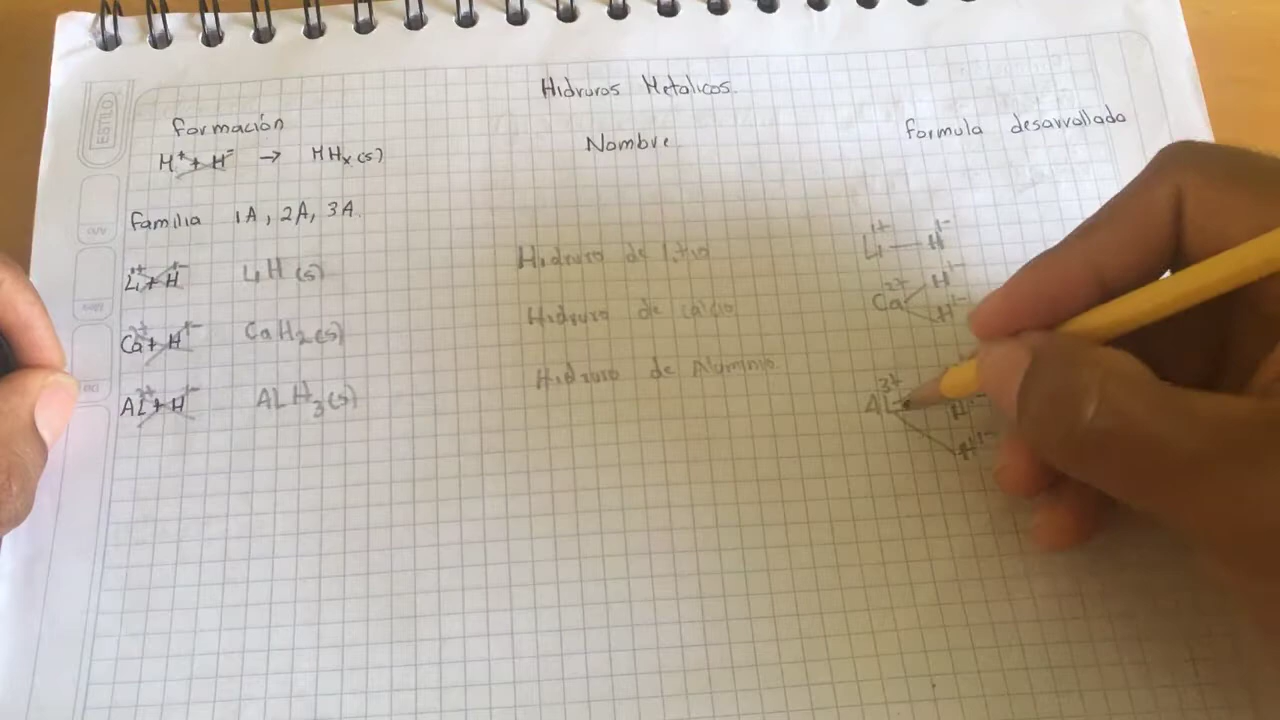 Hidruros Metalicos.
formación
Nombre
formula desarrollada
M⁺ + H⁻ → MHx(s)
familia 1A, 2A, 3A.
Li¹⁺ + H¹⁻ LiH(s) Hidruro de litio Li¹⁺—H¹⁻
Ca²⁺ + H¹⁻ CaH2(s) Hidruro de calcio Ca²⁺ H¹⁻ H¹⁻
AL³⁺ + H¹⁻ ALH3(s) Hidruro de Aluminio. AL³⁺ H¹⁻ H¹⁻
ESTILO